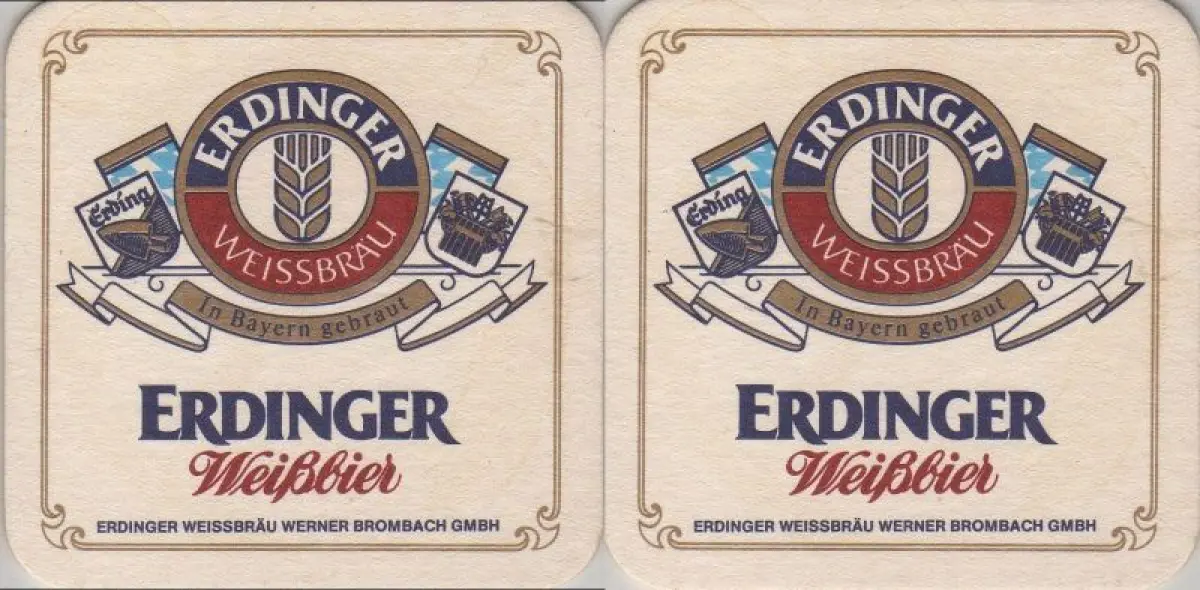 ERDINGER
Erding
WEISSBRÄU
In Bayern gebraut
ERDINGER
Weißbier
ERDINGER WEISSBRÄU WERNER BROMBACH GMBH
ERDINGER
Erding
WEISSBRÄU
In Bayern gebraut
ERDINGER
Weißbier
ERDINGER WEISSBRÄU WERNER BROMBACH GMBH